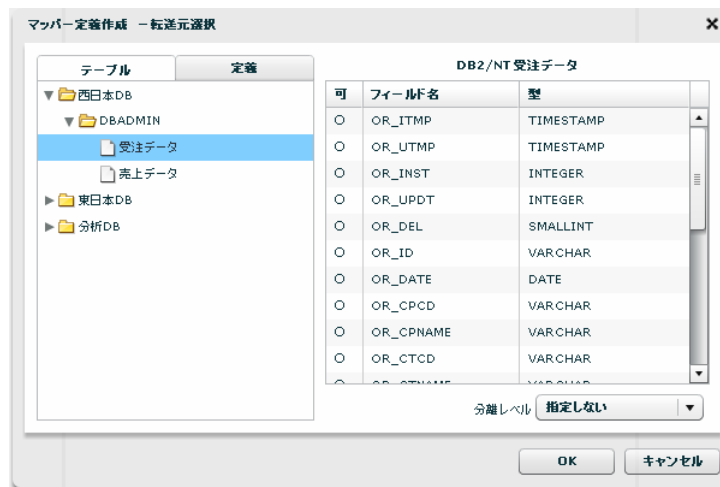 マッパー定義作成 －転送元選択
テーブル 定義
西日本DB
DBADMIN
受注データ
売上データ
東日本DB
分析DB
DB2/NT 受注データ
可 フィールド名 型
○ OR_ITMP TIMESTAMP
○ OR_UTMP TIMESTAMP
○ OR_INST INTEGER
○ OR_UPDT INTEGER
○ OR_DEL SMALLINT
○ OR_ID VARCHAR
○ OR_DATE DATE
○ OR_CPCD VARCHAR
○ OR_CPNAME VARCHAR
○ OR_CTCD VARCHAR
分離レベル 指定しない
OK キャンセル